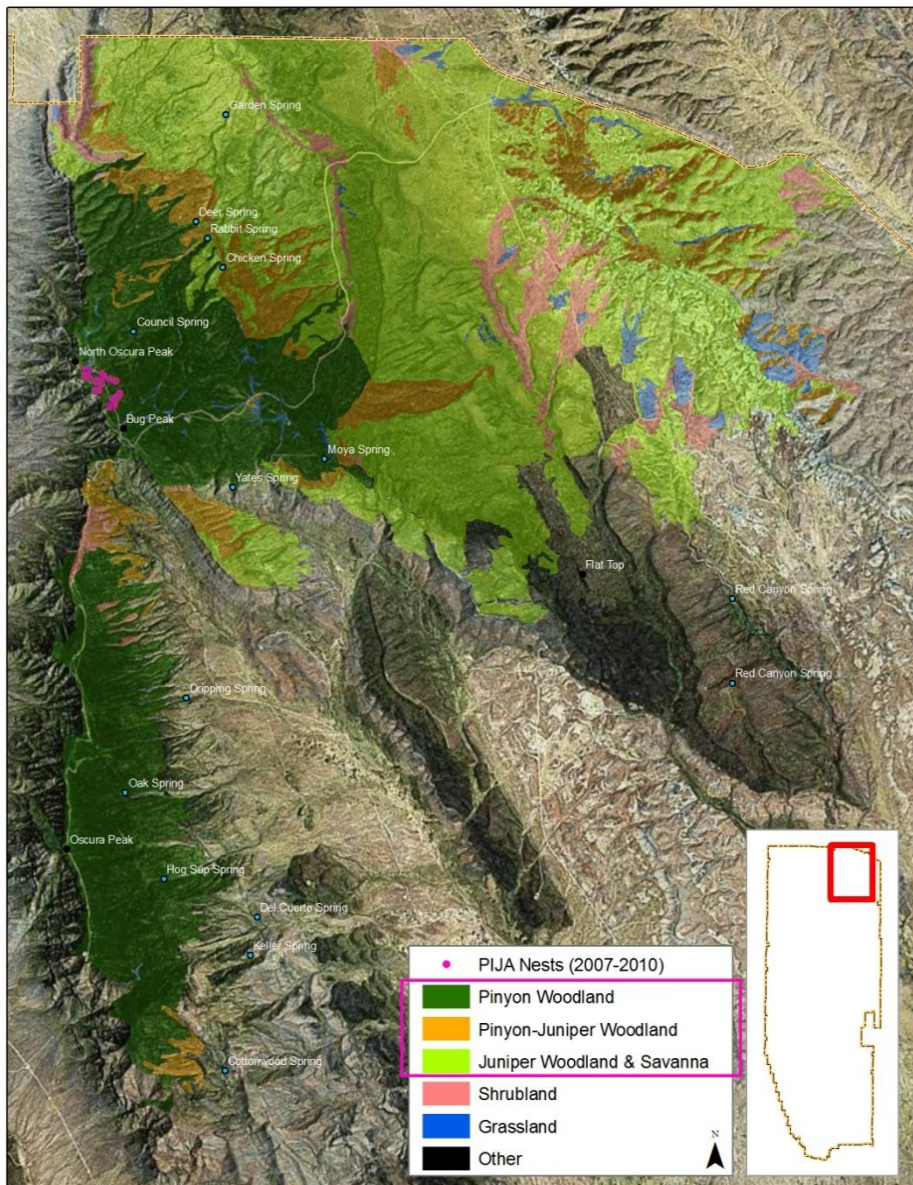 Garden Spring
Deer Spring
Rabbit Spring
Chicken Spring
Council Spring
North Oscura Peak
Bug Peak
Moya Spring
Yates Spring
Flat Top
Red Canyon Spring
Red Canyon Spring
Dripping Spring
Oak Spring
Oscura Peak
Hog Sup Spring
Del Cuerte Spring
Keller Spring
Cottonwood Spring
PIJA Nests (2007-2010)
Pinyon Woodland
Pinyon-Juniper Woodland
Juniper Woodland & Savanna
Shrubland
Grassland
Other
N